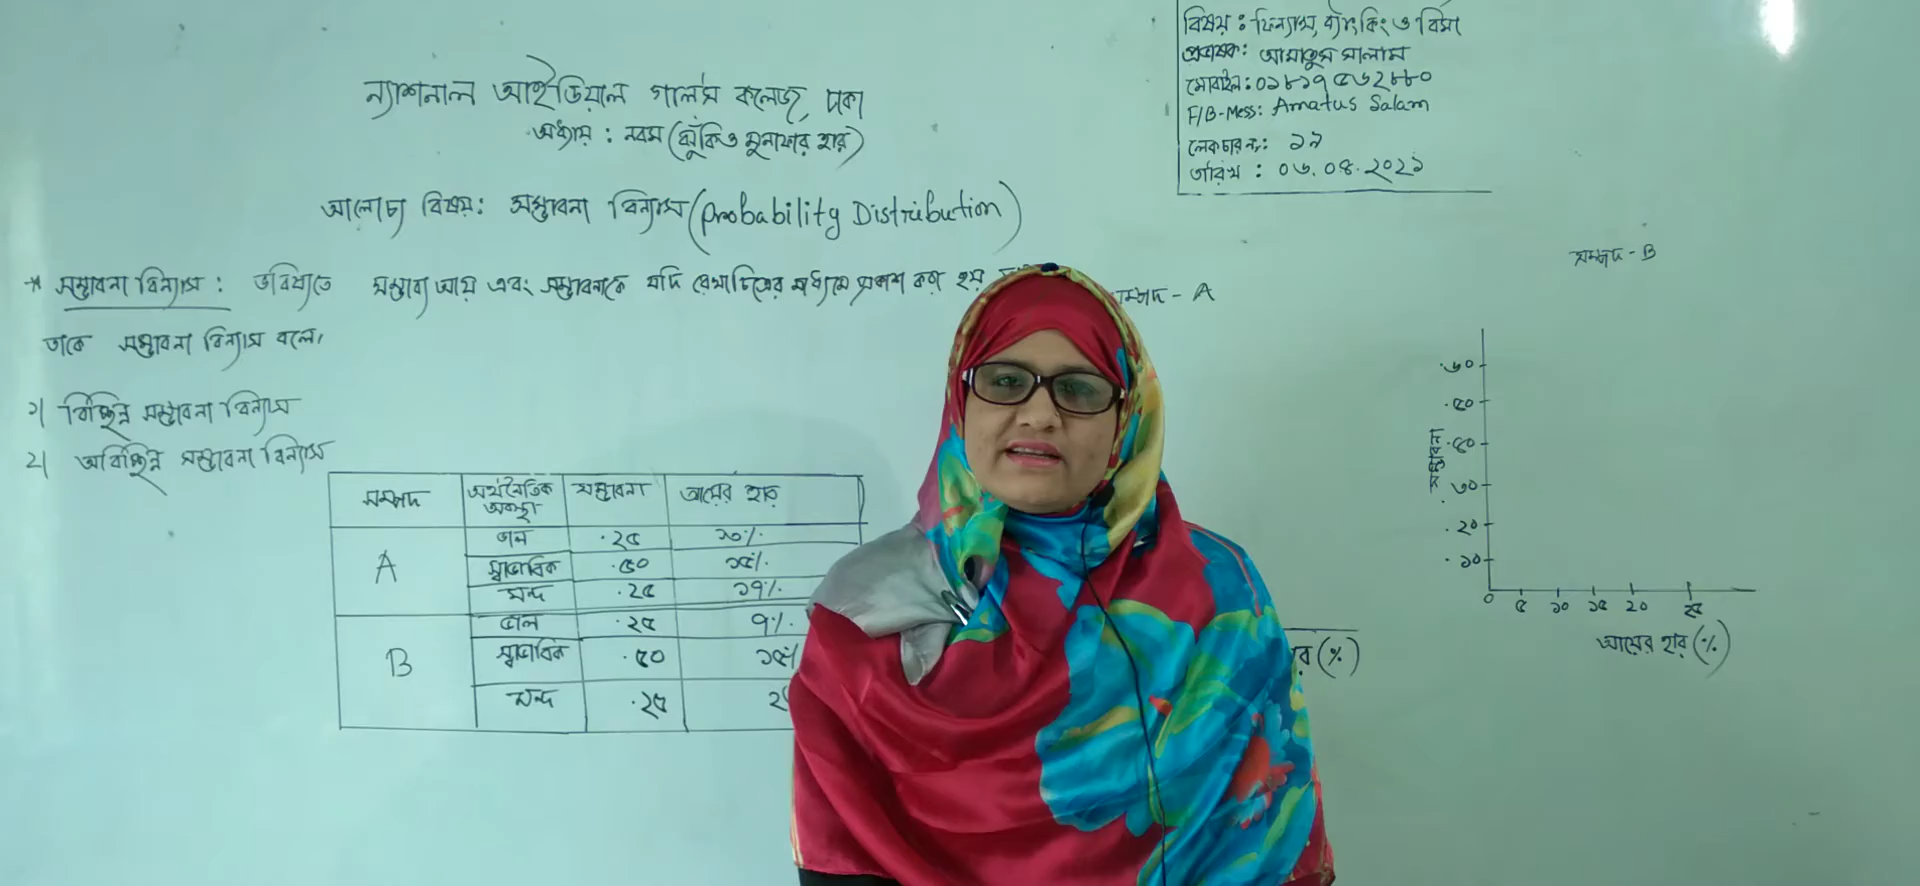 বিষয় : ফিন্যান্স, ব্যাংকিং ও বিমা
প্রভাষক: আমাতুস সালাম
মোবাইল: ০১৮১৭৫৬২৮৮০
F/B-Mess: Amatus Salam
লেকচার নং: ১৯
তারিখ : ০৬.০৪.২০২১
ন্যাশনাল আইডিয়াল গার্লস কলেজ, ঢাকা
অধ্যায় : নবম (ঝুঁকি ও মুনাফার হার)
আলোচ্য বিষয়: সম্ভাবনা বিন্যাস (Probability Distribution)
* সম্ভাবনা বিন্যাস : ভবিষ্যতে সম্ভাব্য আয় এবং সম্ভাবনাকে যদি রেখাচিত্রের মাধ্যমে প্রকাশ করা হয়
তাকে সম্ভাবনা বিন্যাস বলে।
১| বিচ্ছিন্ন সম্ভাবনা বিন্যাস
২| অবিচ্ছিন্ন সম্ভাবনা বিন্যাস
সম্পদ অর্থনৈতিক অবস্থা সম্ভাবনা আয়ের হার
A ভাল .২৫ ১০%
স্বাভাবিক .৫০ ১৫%
মন্দ .২৫ ১৭%
B ভাল .২৫ ৭%
স্বাভাবিক .৫০ ১৫%
মন্দ .২৫
সম্পদ - A
(%)
সম্পদ - B
সম্ভাবনা
.৬০
.৫০
.৪০
.৩০
.২০
.১০
০ ৫ ১০ ১৫ ২০ ২৫
আয়ের হার (%)